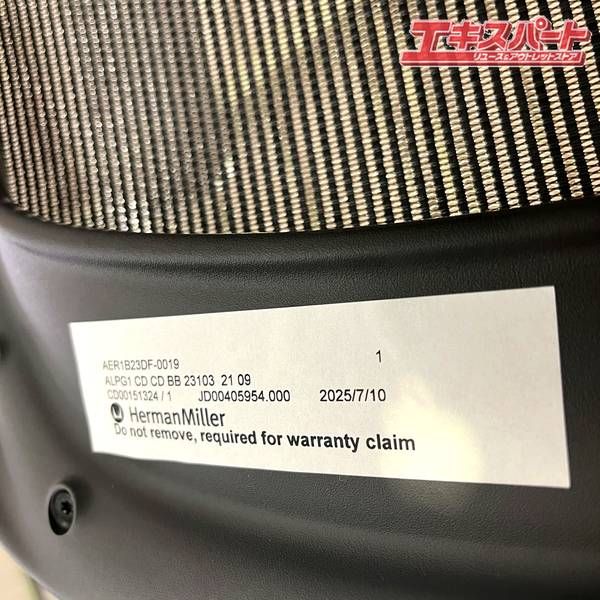 エキスパート
リユース&アウトレットストア
AER1B23DF-0019 1
ALPG1 CD CD BB 23103 21 09
CD00151324 / 1 JD00405954.000 2025/7/10
HermanMiller
Do not remove, required for warranty claim